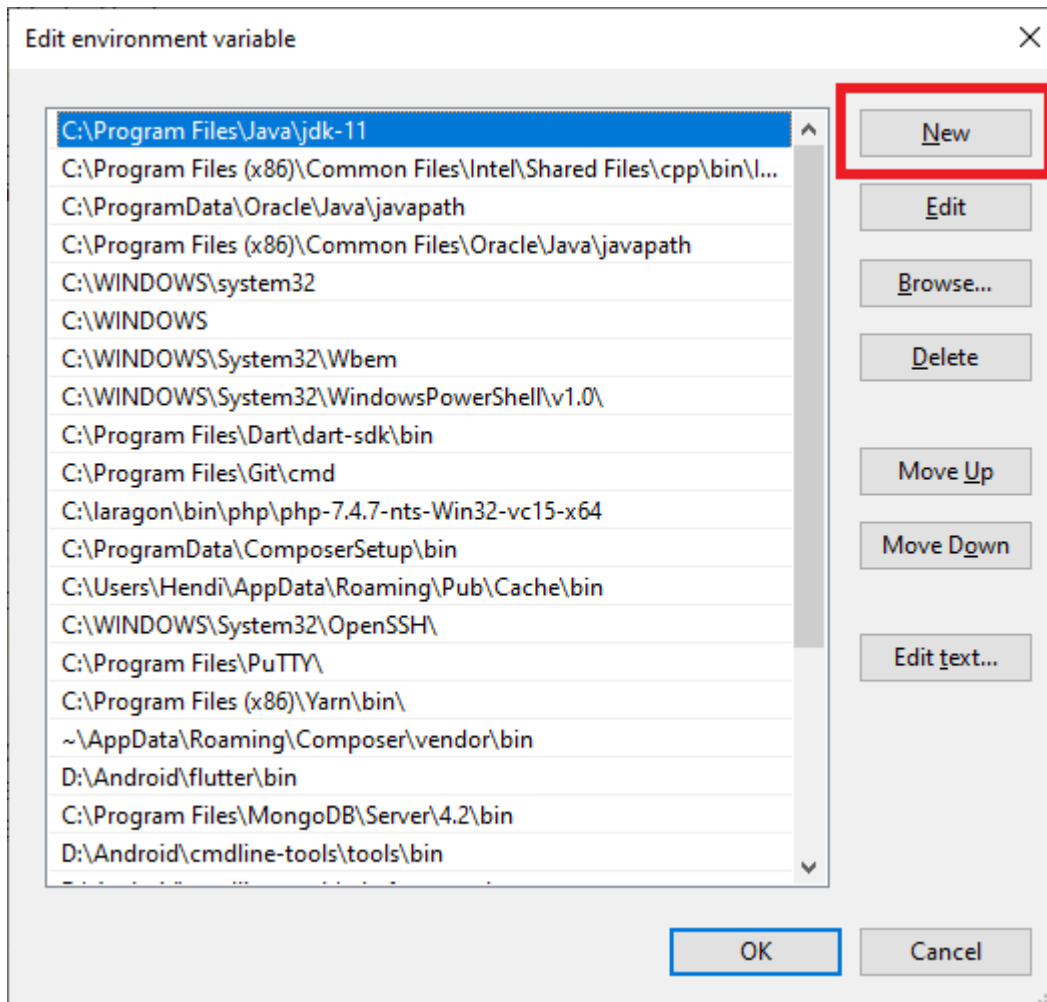 Edit environment variable
C:\Program Files\Java\jdk-11
C:\Program Files (x86)\Common Files\Intel\Shared Files\cpp\bin\I...
C:\ProgramData\Oracle\Java\javapath
C:\Program Files (x86)\Common Files\Oracle\Java\javapath
C:\WINDOWS\system32
C:\WINDOWS
C:\WINDOWS\System32\Wbem
C:\WINDOWS\System32\WindowsPowerShell\v1.0\
C:\Program Files\Dart\dart-sdk\bin
C:\Program Files\Git\cmd
C:\laragon\bin\php\php-7.4.7-nts-Win32-vc15-x64
C:\ProgramData\ComposerSetup\bin
C:\Users\Hendi\AppData\Roaming\Pub\Cache\bin
C:\WINDOWS\System32\OpenSSH\
C:\Program Files\PuTTY\
C:\Program Files (x86)\Yarn\bin\
~\AppData\Roaming\Composer\vendor\bin
D:\Android\flutter\bin
C:\Program Files\MongoDB\Server\4.2\bin
D:\Android\cmdline-tools\tools\bin
New
Edit
Browse...
Delete
Move Up
Move Down
Edit text...
OK
Cancel